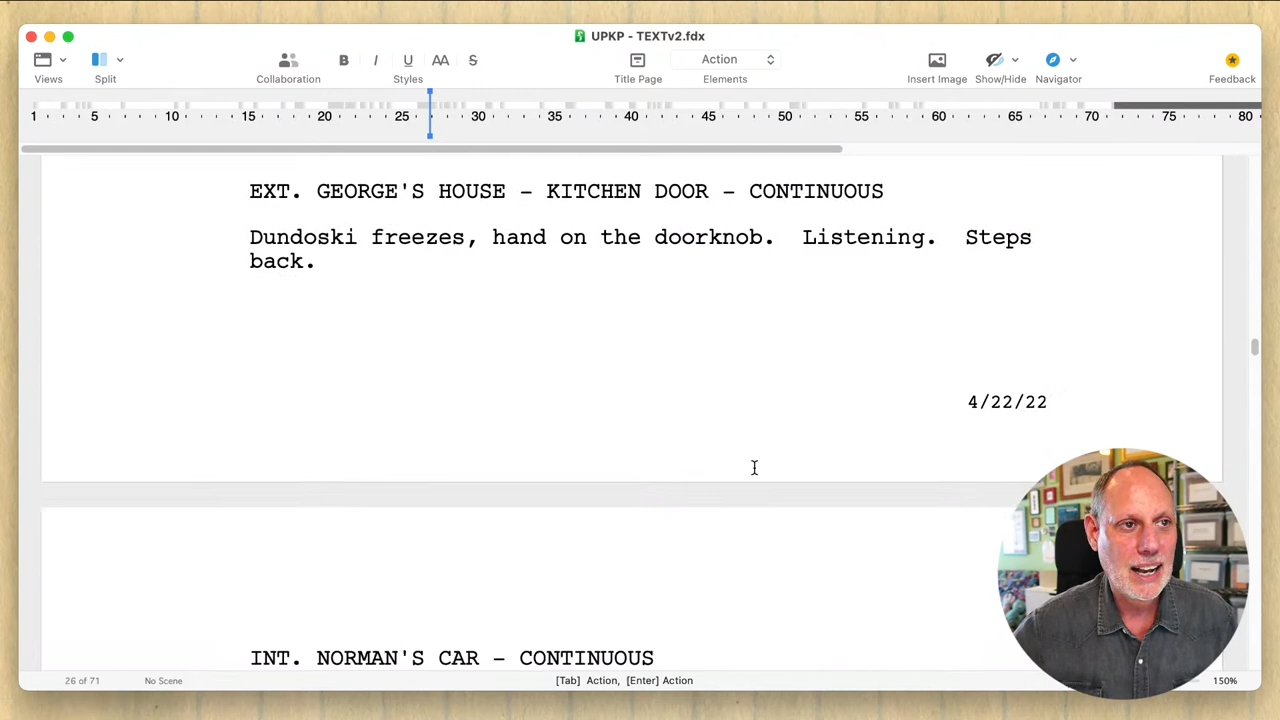 UPKP - TEXTv2.fdx
Views
Split
Collaboration
B I U AA S
Styles
Title Page
Action
Elements
Insert Image
Show/Hide
Navigator
Feedback
1 5 10 15 20 25 30 35 40 45 50 55 60 65 70 75 80
EXT. GEORGE'S HOUSE - KITCHEN DOOR - CONTINUOUS
Dundoski freezes, hand on the doorknob.  Listening.  Steps
back.
4/22/22
INT. NORMAN'S CAR - CONTINUOUS
26 of 71
No Scene
[Tab] Action, [Enter] Action
150%